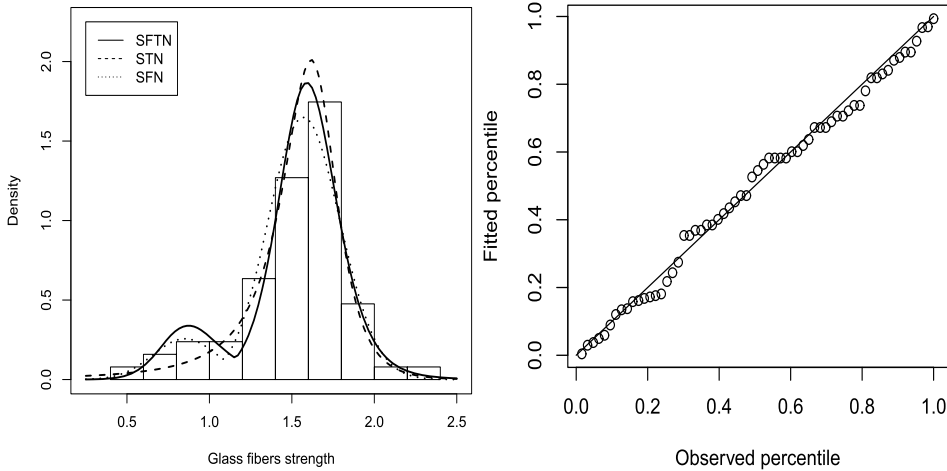 SFTN
STN
SFN
Density
0.0
0.5
1.0
1.5
2.0
0.5 1.0 1.5 2.0 2.5
Glass fibers strength
Fitted percentile
0.0
0.2
0.4
0.6
0.8
1.0
0.0 0.2 0.4 0.6 0.8 1.0
Observed percentile